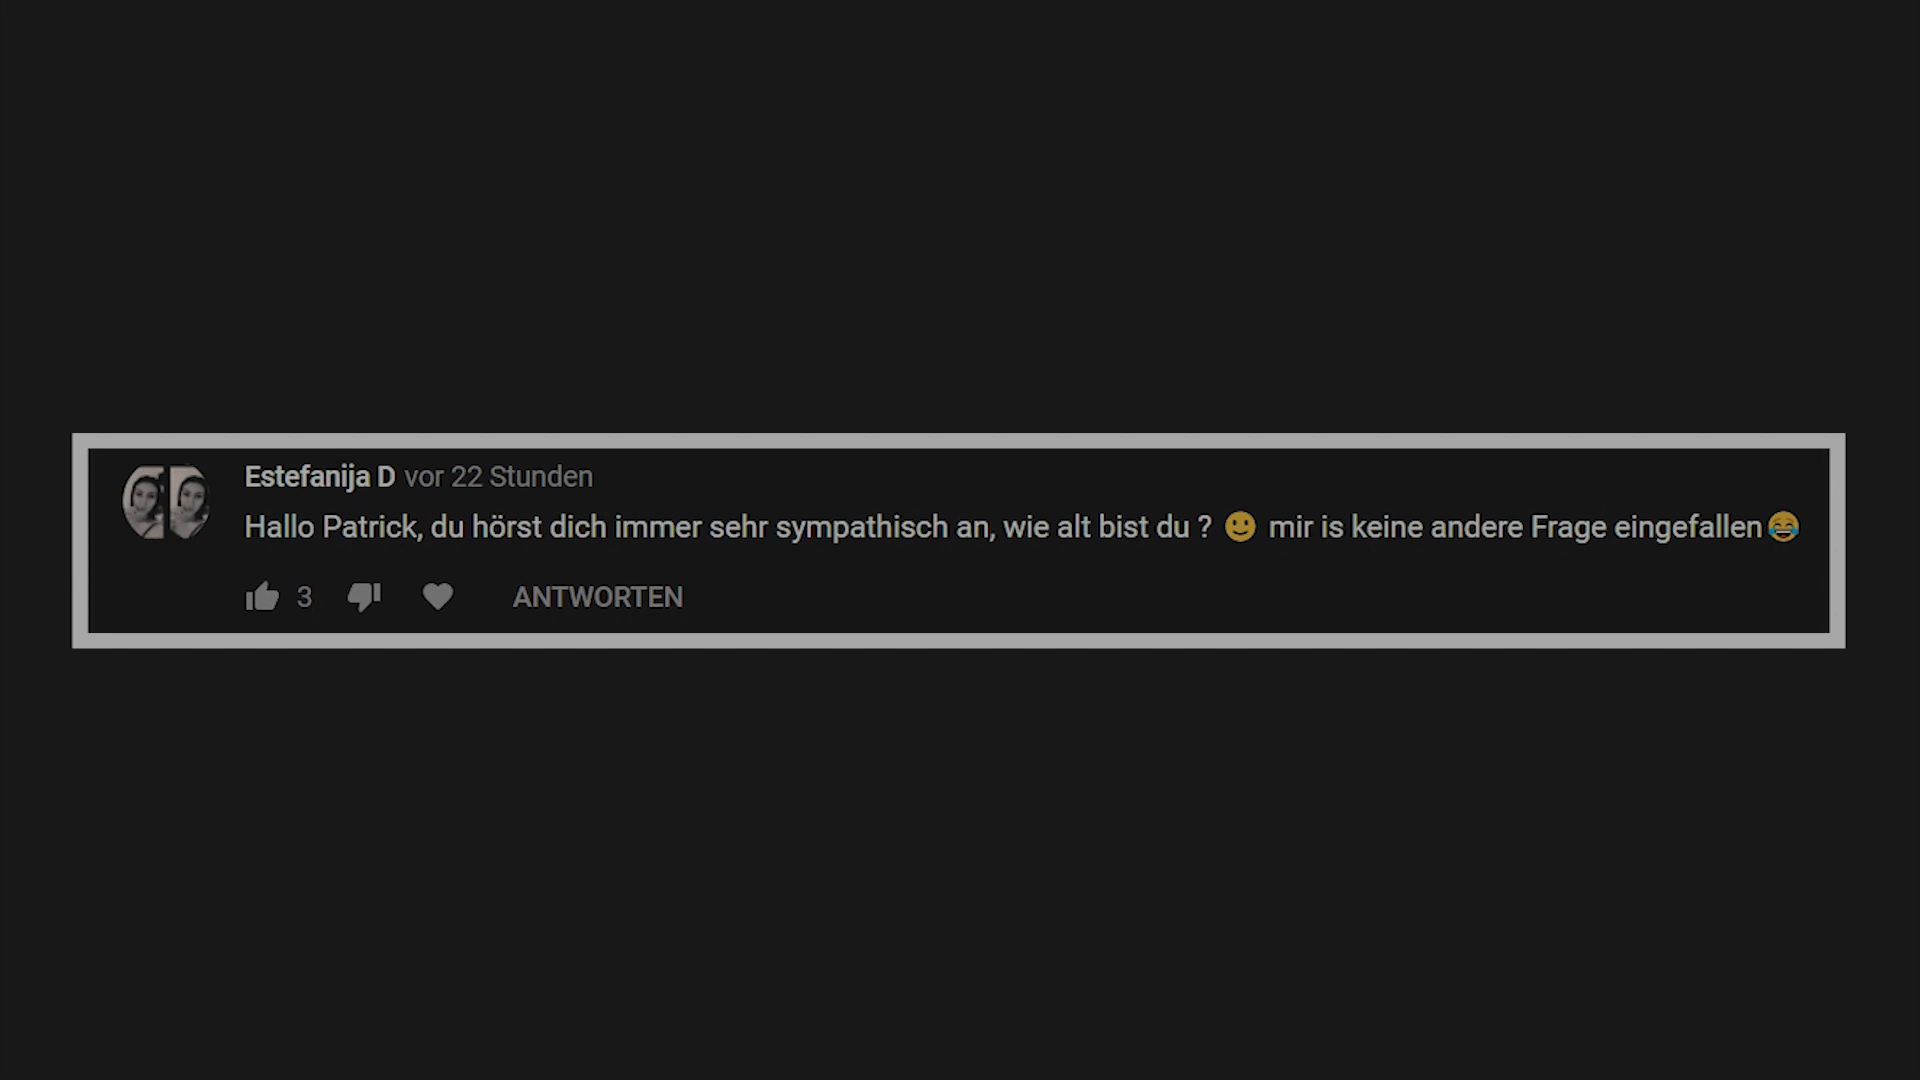 Estefanija D vor 22 Stunden
Hallo Patrick, du hörst dich immer sehr sympathisch an, wie alt bist du ? 🙂 mir is keine andere Frage eingefallen😂
3 ANTWORTEN